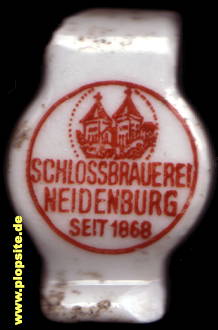 SCHLOSSBRAUEREI
NEIDENBURG
SEIT 1868
www.plopsite.de